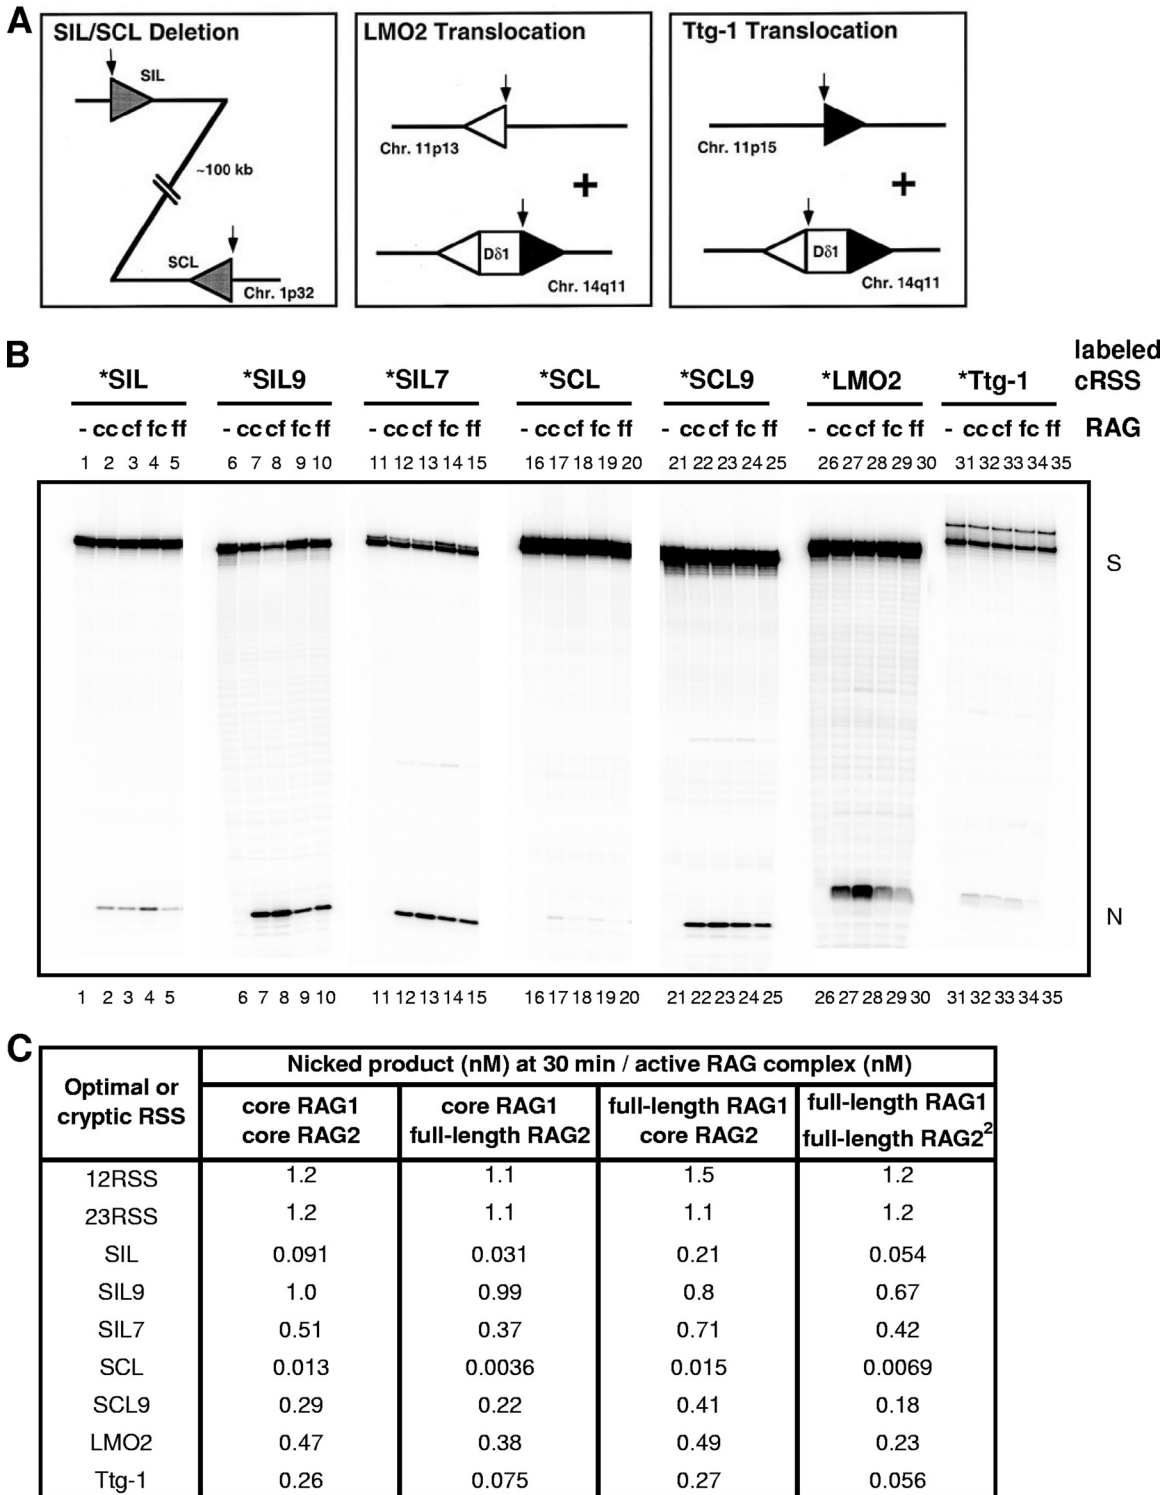 A
SIL/SCL Deletion
SIL
~100 kb
SCL
Chr. 1p32
LMO2 Translocation
Chr. 11p13
+
Dδ1
Chr. 14q11
Ttg-1 Translocation
Chr. 11p15
+
Dδ1
Chr. 14q11
B
*SIL *SIL9 *SIL7 *SCL *SCL9 *LMO2 *Ttg-1 labeled cRSS
- cc cf fc ff - cc cf fc ff - cc cf fc ff - cc cf fc ff - cc cf fc ff - cc cf fc ff - cc cf fc ff RAG
1 2 3 4 5 6 7 8 9 10 11 12 13 14 15 16 17 18 19 20 21 22 23 24 25 26 27 28 29 30 31 32 33 34 35
S
N
1 2 3 4 5 6 7 8 9 10 11 12 13 14 15 16 17 18 19 20 21 22 23 24 25 26 27 28 29 30 31 32 33 34 35
C
Optimal or
cryptic RSS
Nicked product (nM) at 30 min / active RAG complex (nM)
core RAG1
core RAG2
core RAG1
full-length RAG2
full-length RAG1
core RAG2
full-length RAG1
full-length RAG2²
12RSS 1.2 1.1 1.5 1.2
23RSS 1.2 1.1 1.1 1.2
SIL 0.091 0.031 0.21 0.054
SIL9 1.0 0.99 0.8 0.67
SIL7 0.51 0.37 0.71 0.42
SCL 0.013 0.0036 0.015 0.0069
SCL9 0.29 0.22 0.41 0.18
LMO2 0.47 0.38 0.49 0.23
Ttg-1 0.26 0.075 0.27 0.056